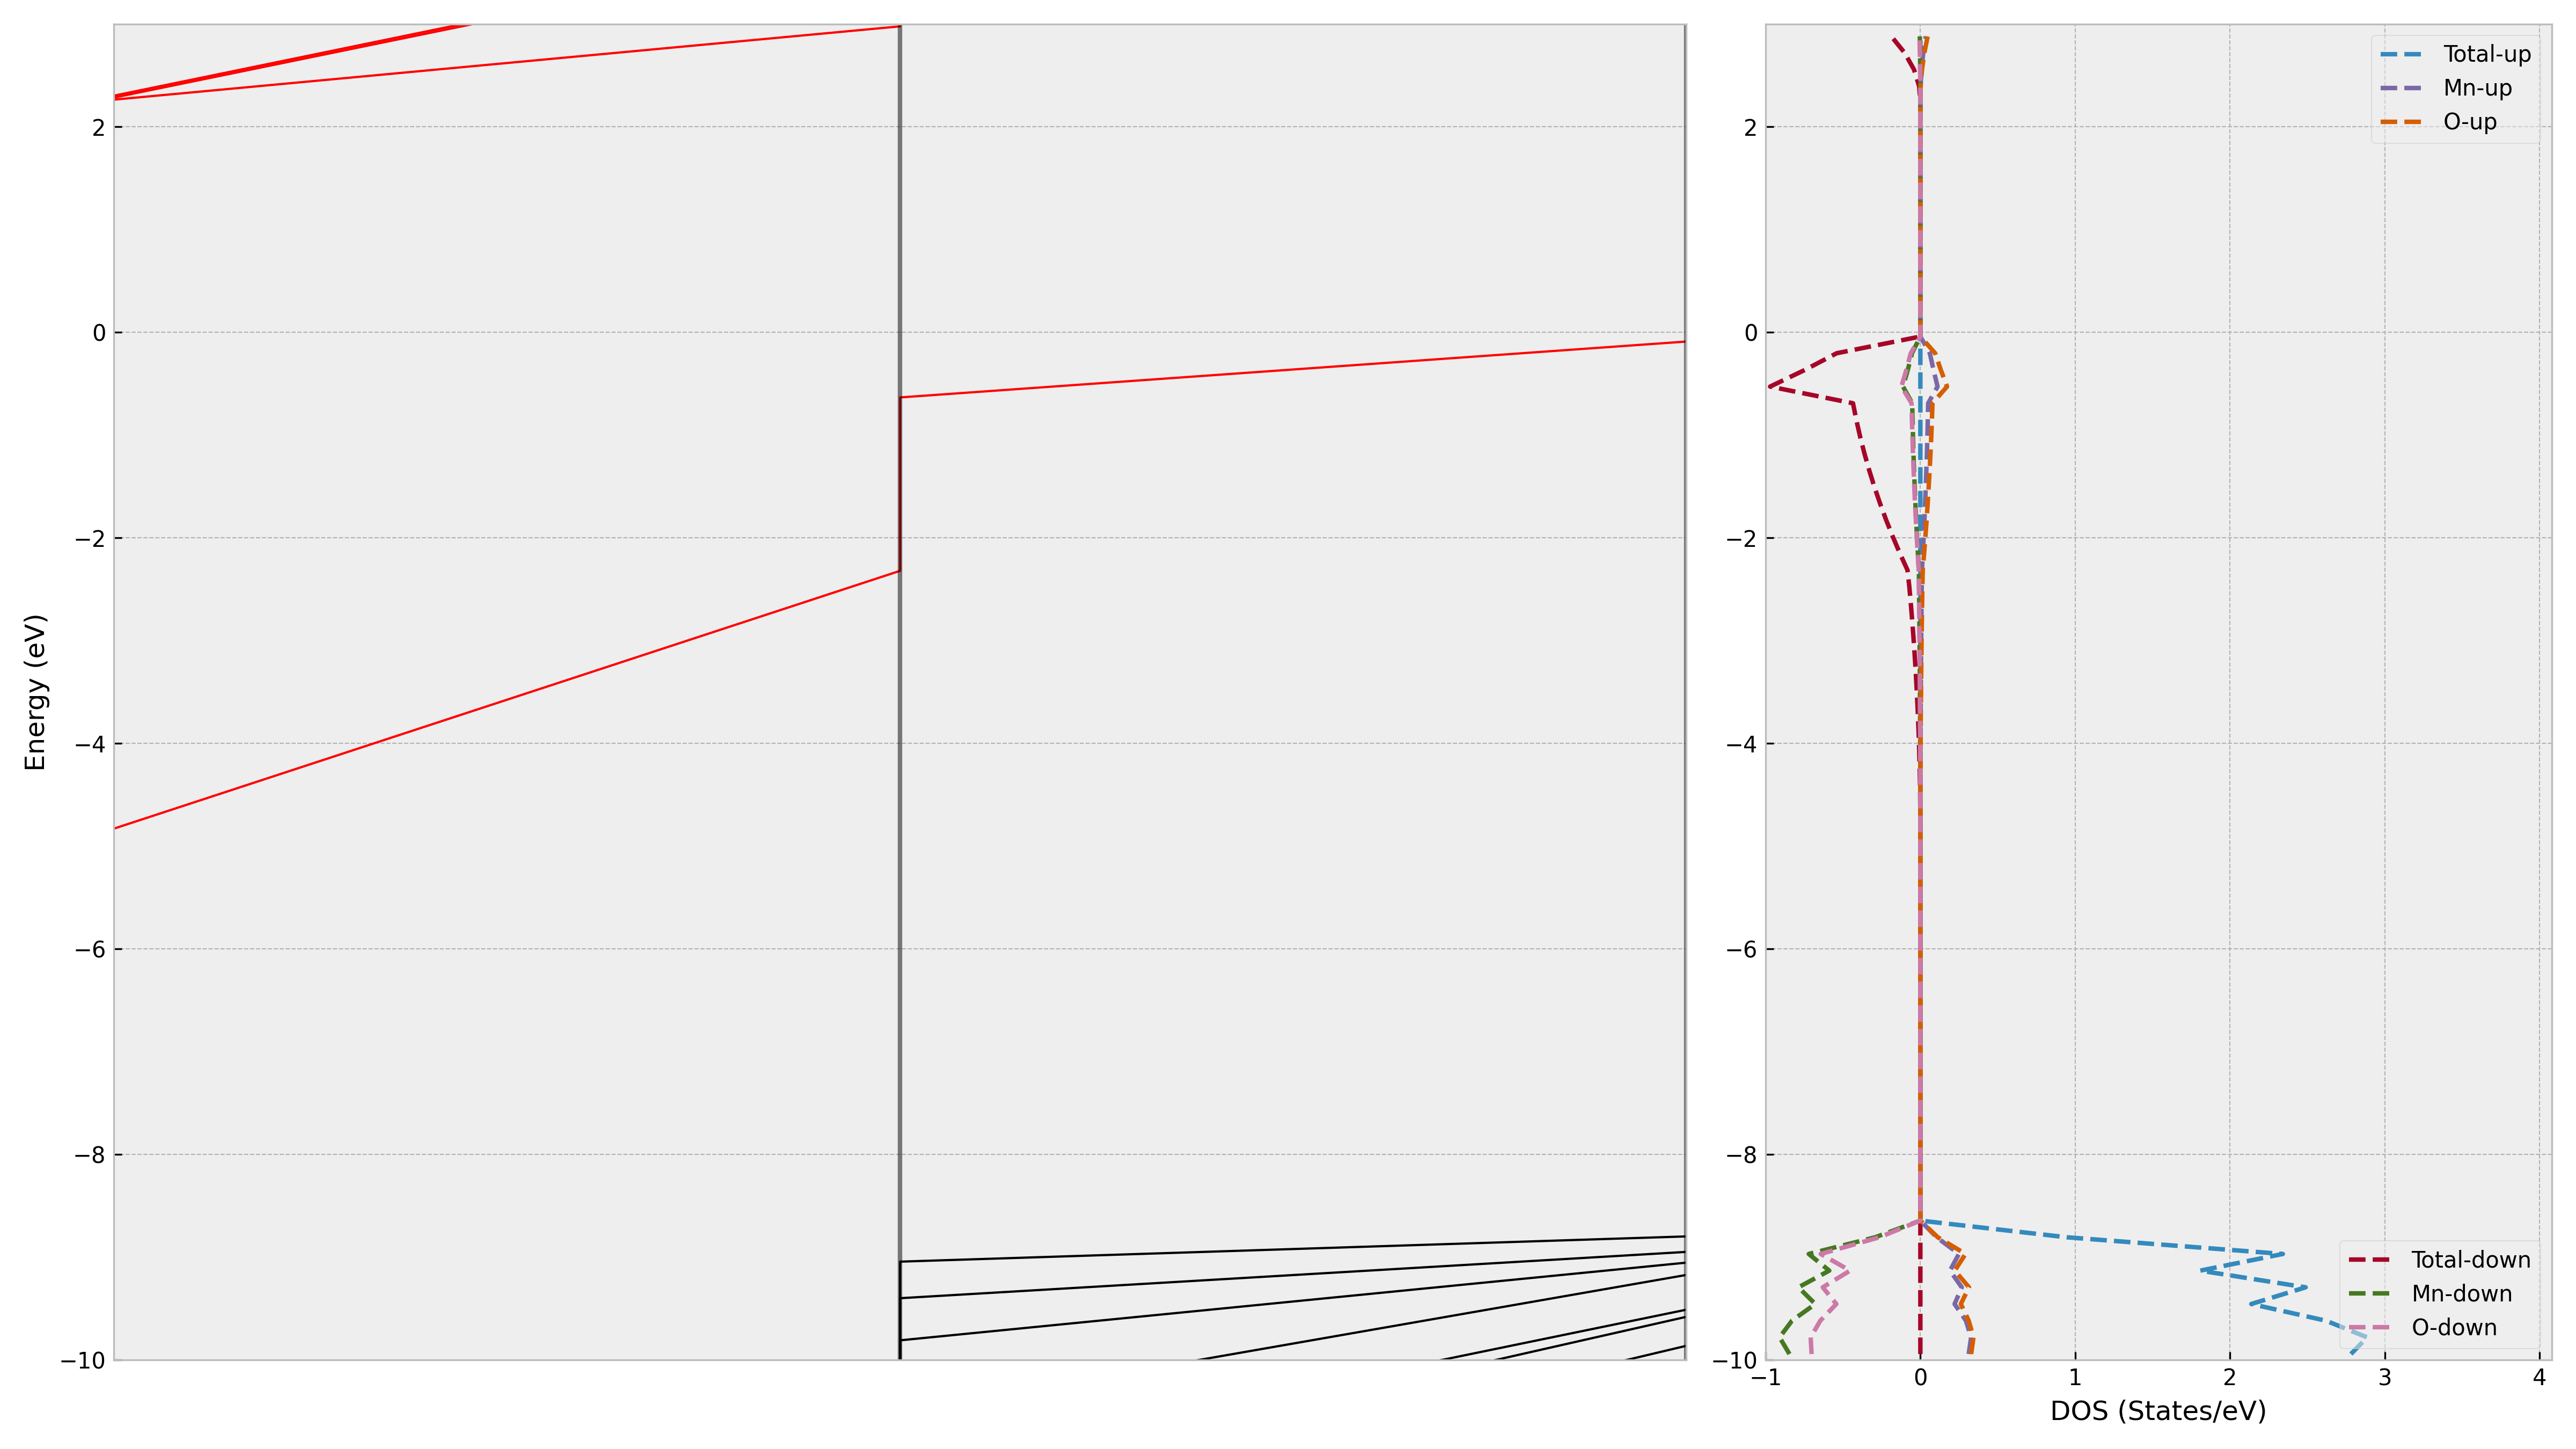 Energy (eV)
2
0
−2
−4
−6
−8
−10
2
0
−2
−4
−6
−8
−10
Total-up
Mn-up
O-up
Total-down
Mn-down
O-down
−1 0 1 2 3 4
DOS (States/eV)